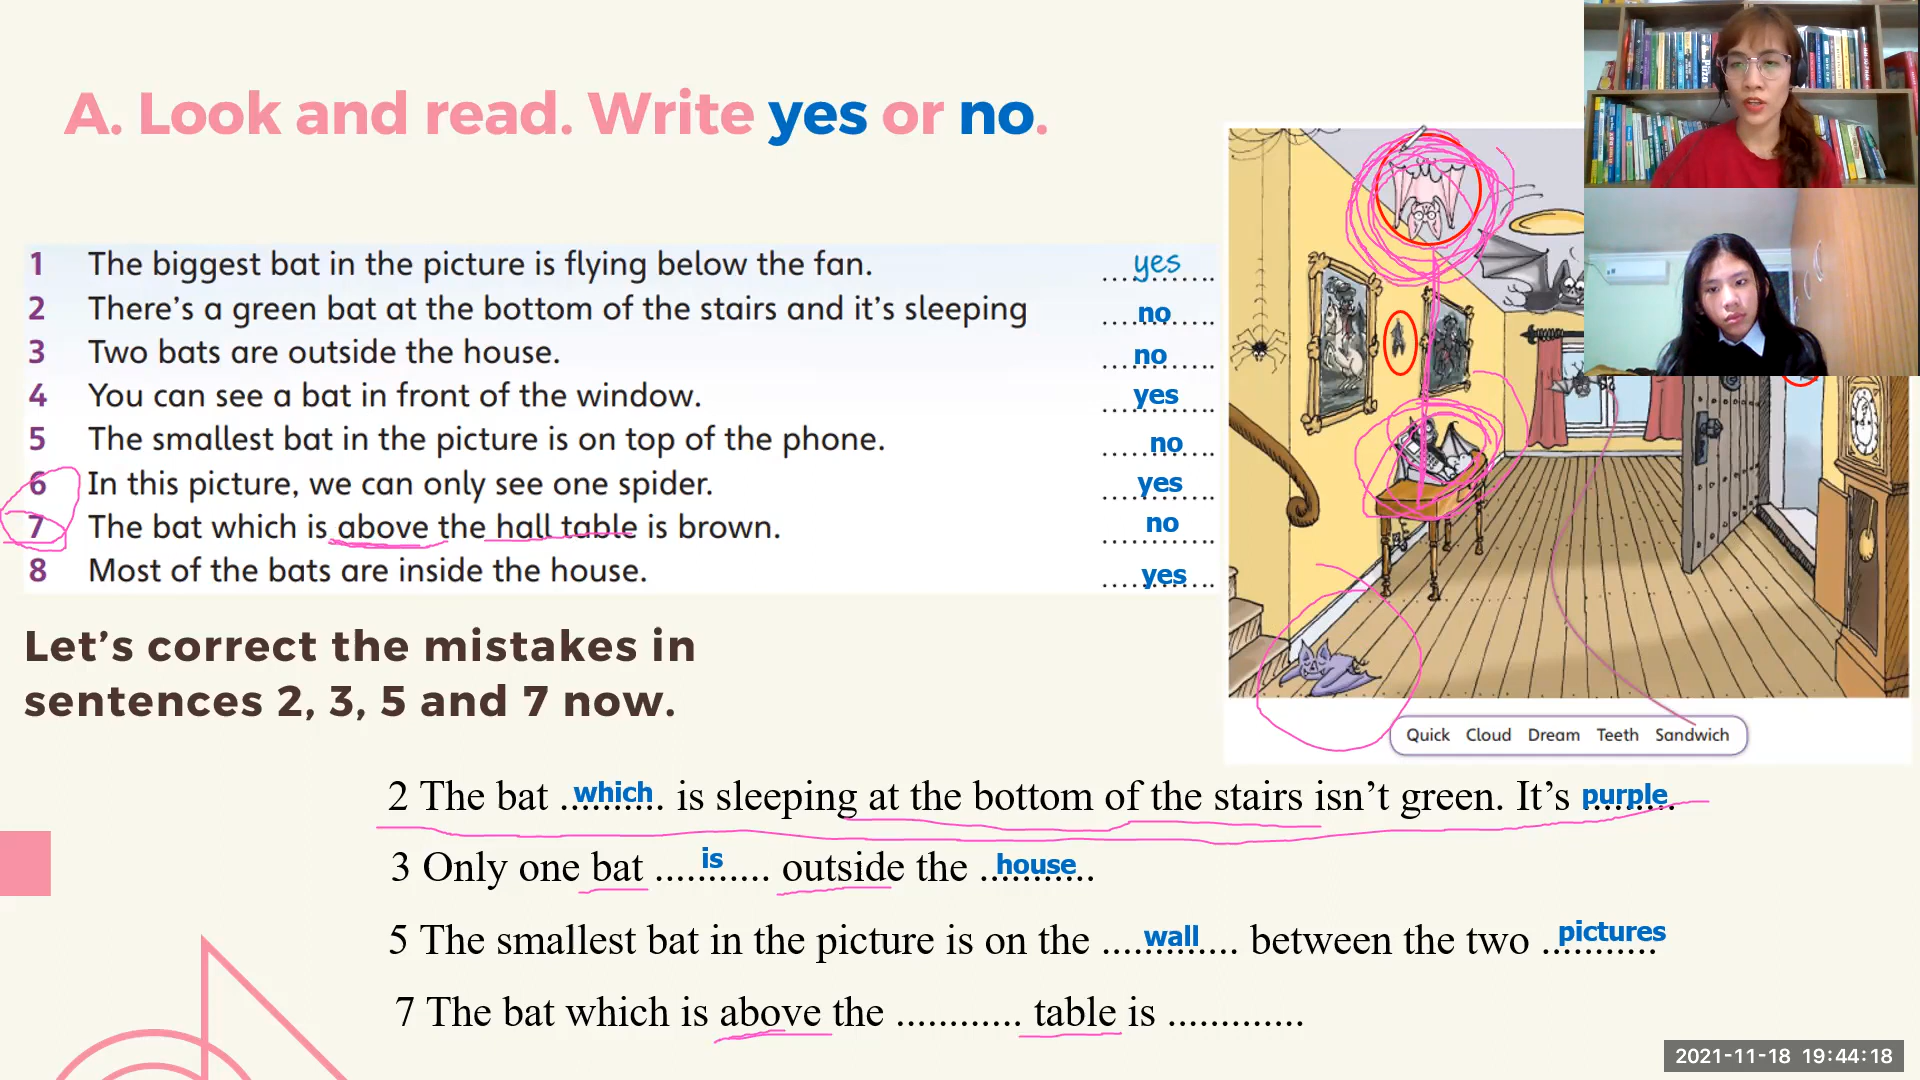 A. Look and read. Write yes or no.
1 The biggest bat in the picture is flying below the fan. yes
2 There's a green bat at the bottom of the stairs and it's sleeping no
3 Two bats are outside the house. no
4 You can see a bat in front of the window. yes
5 The smallest bat in the picture is on top of the phone. no
6 In this picture, we can only see one spider. yes
7 The bat which is above the hall table is brown. no
8 Most of the bats are inside the house. yes
Let's correct the mistakes in
sentences 2, 3, 5 and 7 now.
Quick Cloud Dream Teeth Sandwich
2 The bat ..which.. is sleeping at the bottom of the stairs isn't green. It's purple.
3 Only one bat ....is.... outside the ..house...
5 The smallest bat in the picture is on the ....wall.... between the two .pictures
7 The bat which is above the ............ table is .............
2021-11-18 19:44:18